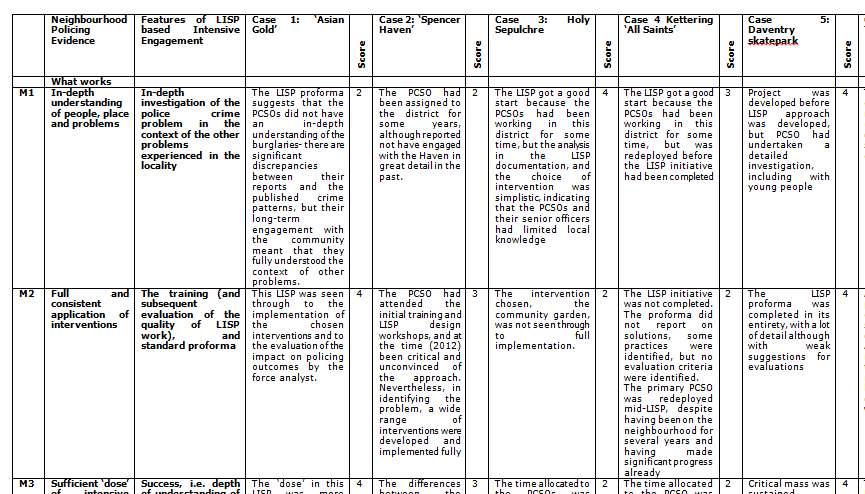 Neighbourhood Policing Evidence
Features of LISP based Intensive Engagement
Case 1: ‘Asian Gold’
Score
Case 2: ‘Spencer Haven’
Score
Case 3: Holy Sepulchre
Score
Case 4 Kettering ‘All Saints’
Score
Case 5: Daventry skatepark
Score
What works
M1
In-depth
understanding
of people, place
and problems
In-depth
investigation of the
police crime
problem in the
context of the other
problems
experienced in the
locality
The LISP proforma
suggests that the
PCSOs did not have
an in-depth
understanding of the
burglaries- there are
significant
discrepancies
between their
reports and the
published crime
patterns, but their
long-term
engagement with
the community
meant that they
fully understood the
context of other
problems.
2
The PCSO had
been assigned to
the district for
some years,
although reported
not have engaged
with the Haven in
great detail in the
past.
2
The LISP got a good
start because the
PCSOs had been
working in this
district for some
time, but the analysis
in the LISP
documentation, and
the choice of
intervention was
simplistic, indicating
that the PCSOs and
their senior officers
had limited local
knowledge
4
The LISP got a good
start because the
PCSOs had been
working in this
district for some
time, but was
redeployed before
the LISP initiative
had been completed
3
Project was
developed before
LISP approach
was developed,
but PCSO had
undertaken a
detailed
investigation,
including with
young people
4
M2
Full and
consistent
application of
interventions
The training (and
subsequent
evaluation of the
quality of LISP
work), and
standard proforma
This LISP was seen
through to the
implementation of
the chosen
interventions and to
the evaluation of the
impact on policing
outcomes by the
force analyst.
4
The PCSO had
attended the
initial training and
LISP design
workshops, and at
the time (2012)
been critical and
unconvinced of
the approach.
Nevertheless, in
identifying the
problem, a wide
range of
interventions were
developed and
implemented fully
3
The intervention
chosen, the
community garden,
was not seen through
to full
implementation.
2
The LISP initiative
was not completed.
The proforma did
not report on
solutions, some
practices were
identified, but no
evaluation criteria
were identified.
The primary PCSO
was redeployed
mid-LISP, despite
having been on the
neighbourhood for
several years and
having made
significant progress
already
2
The LISP
proforma was
completed in its
entirety, with a lot
of detail although
with weak
suggestions for
evaluations
4
M3
Sufficient ‘dose’
of intensive
Success, i.e. depth
of understanding of
The ‘dose’ in this
LISP was more
4
The differences
between the
3
The time allocated to
the PCSOs was
2
The time allocated
to the PCSO was
2
Critical mass was
sustained
4